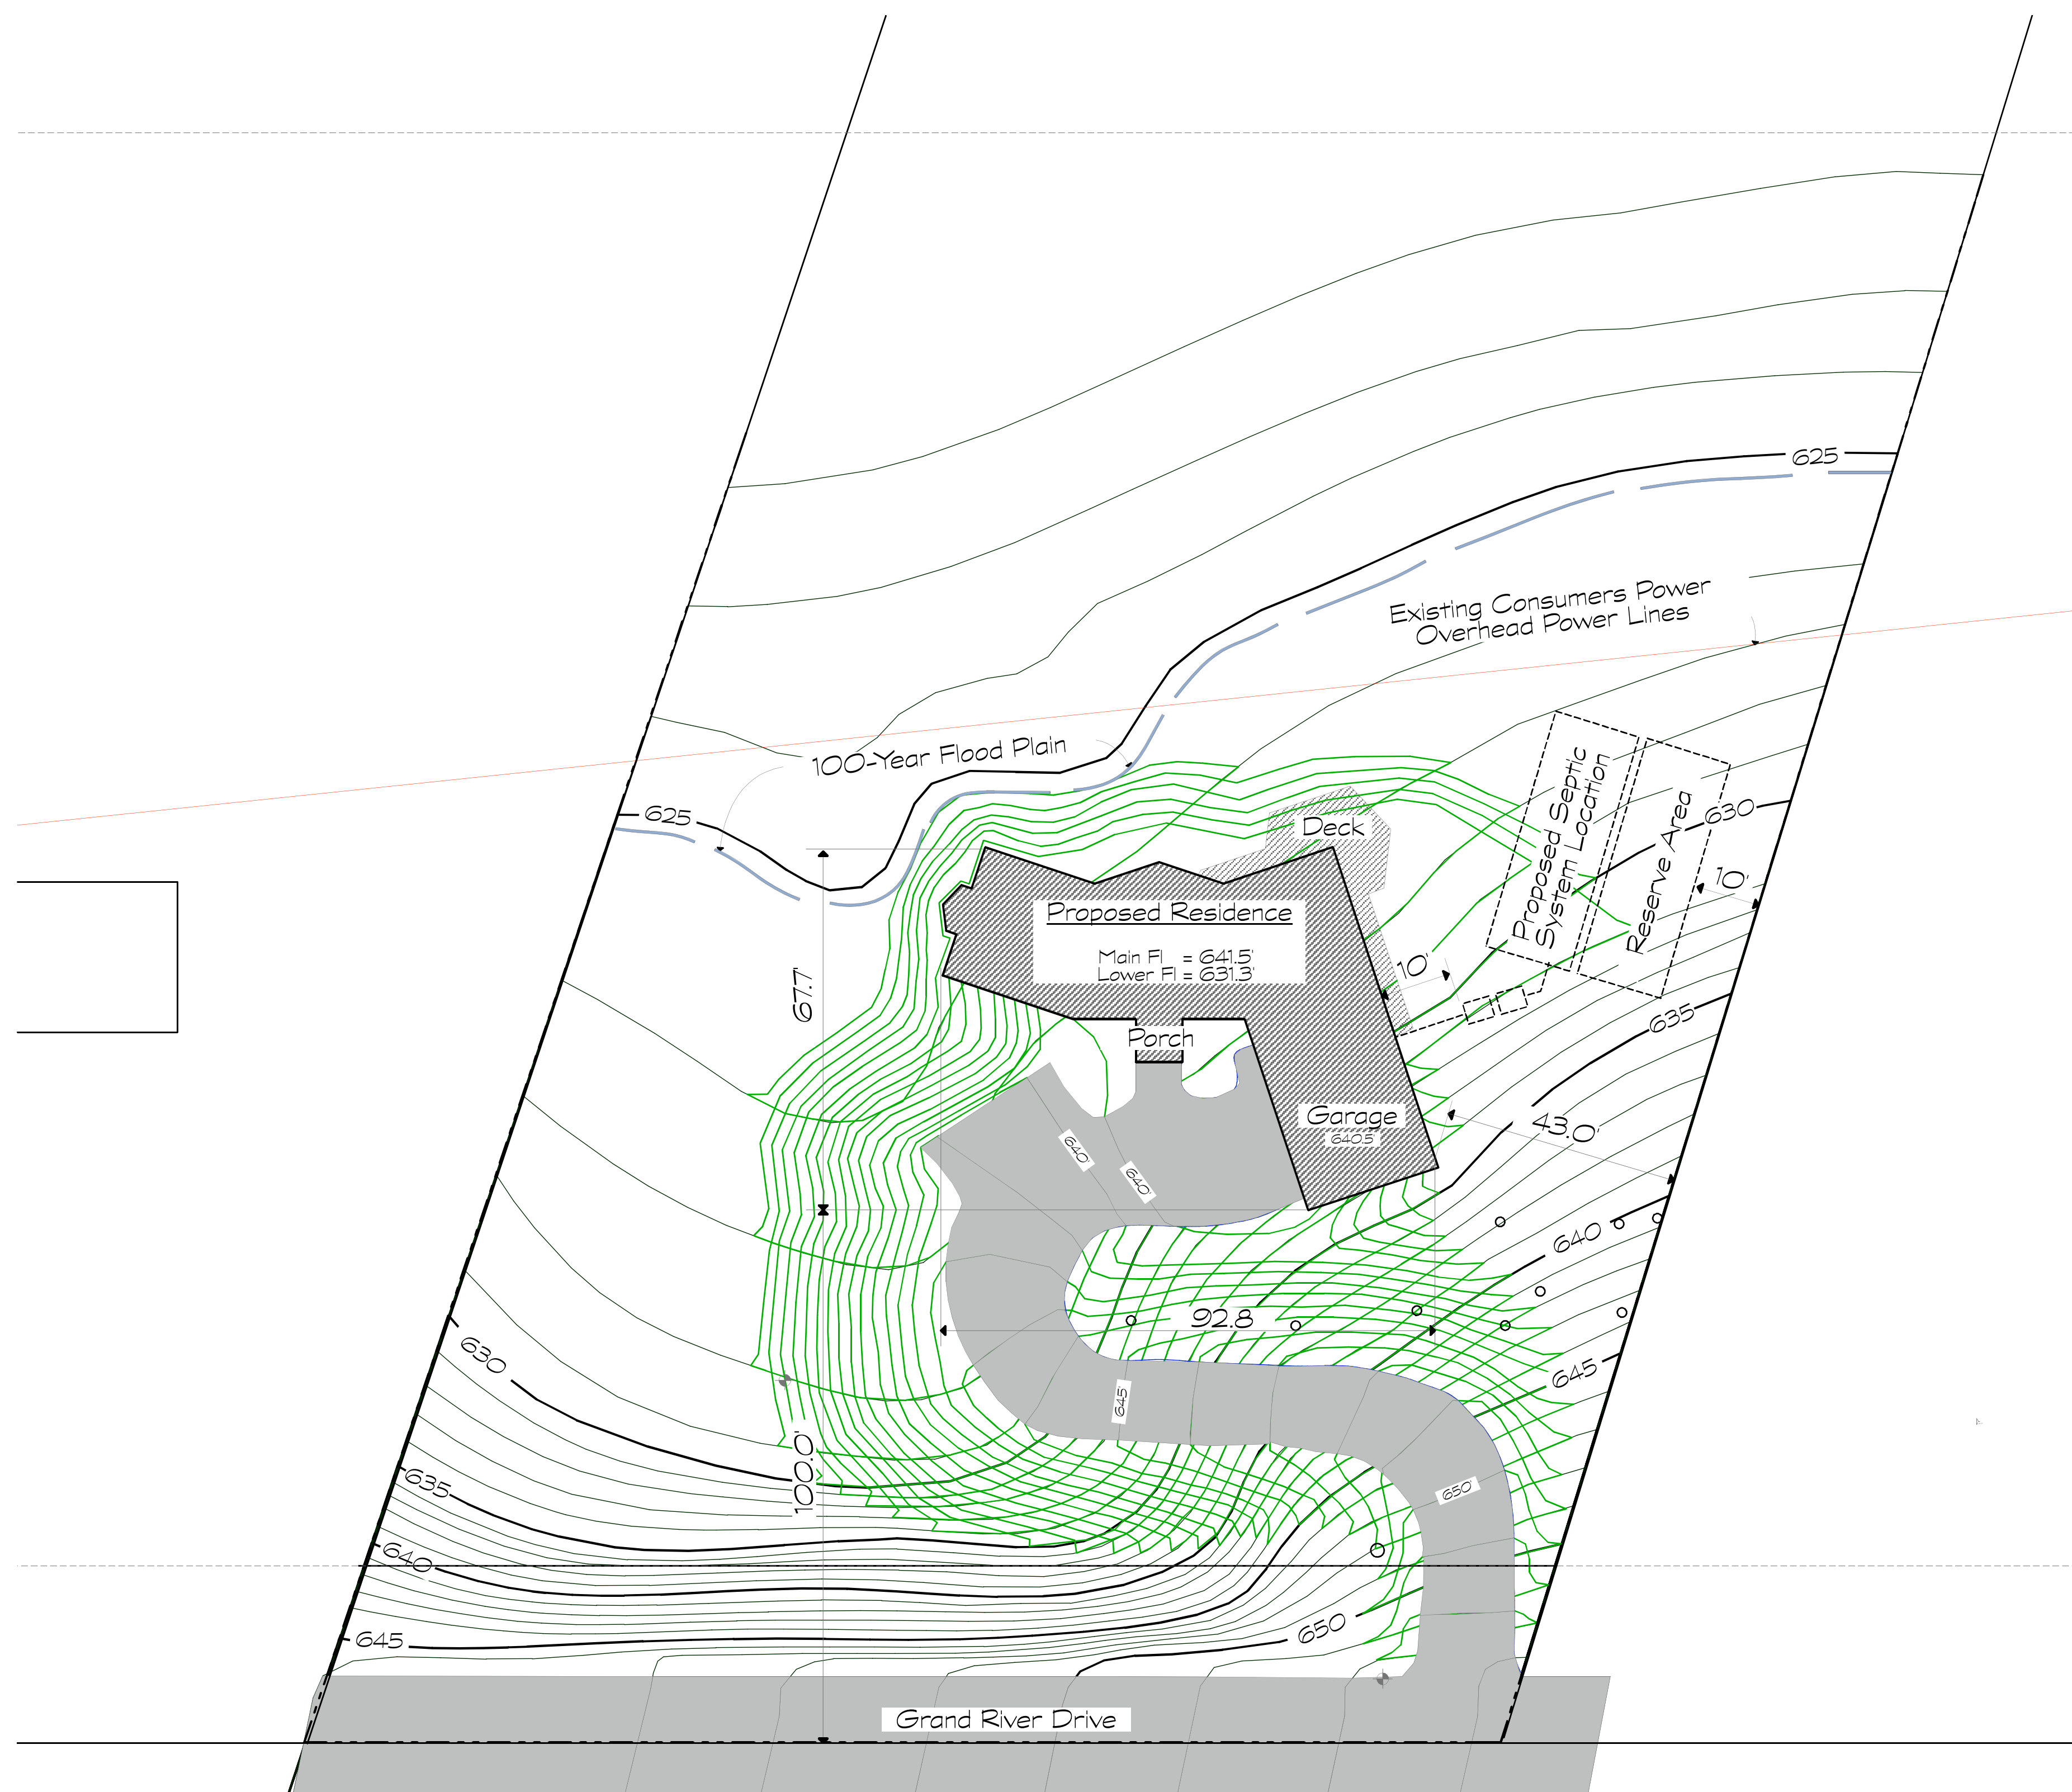 625
Existing Consumers Power
Overhead Power Lines
100-Year Flood Plain
625
Deck
Proposed Septic
System Location
Reserve Area
630
10'
Proposed Residence
Main Fl = 641.5'
Lower Fl = 631.3'
10'
67.7'
635
Porch
Garage
640.5'
43.0'
640'
640'
640
92.8'
630
645
645
100.0'
635
650'
640
645
650
Grand River Drive